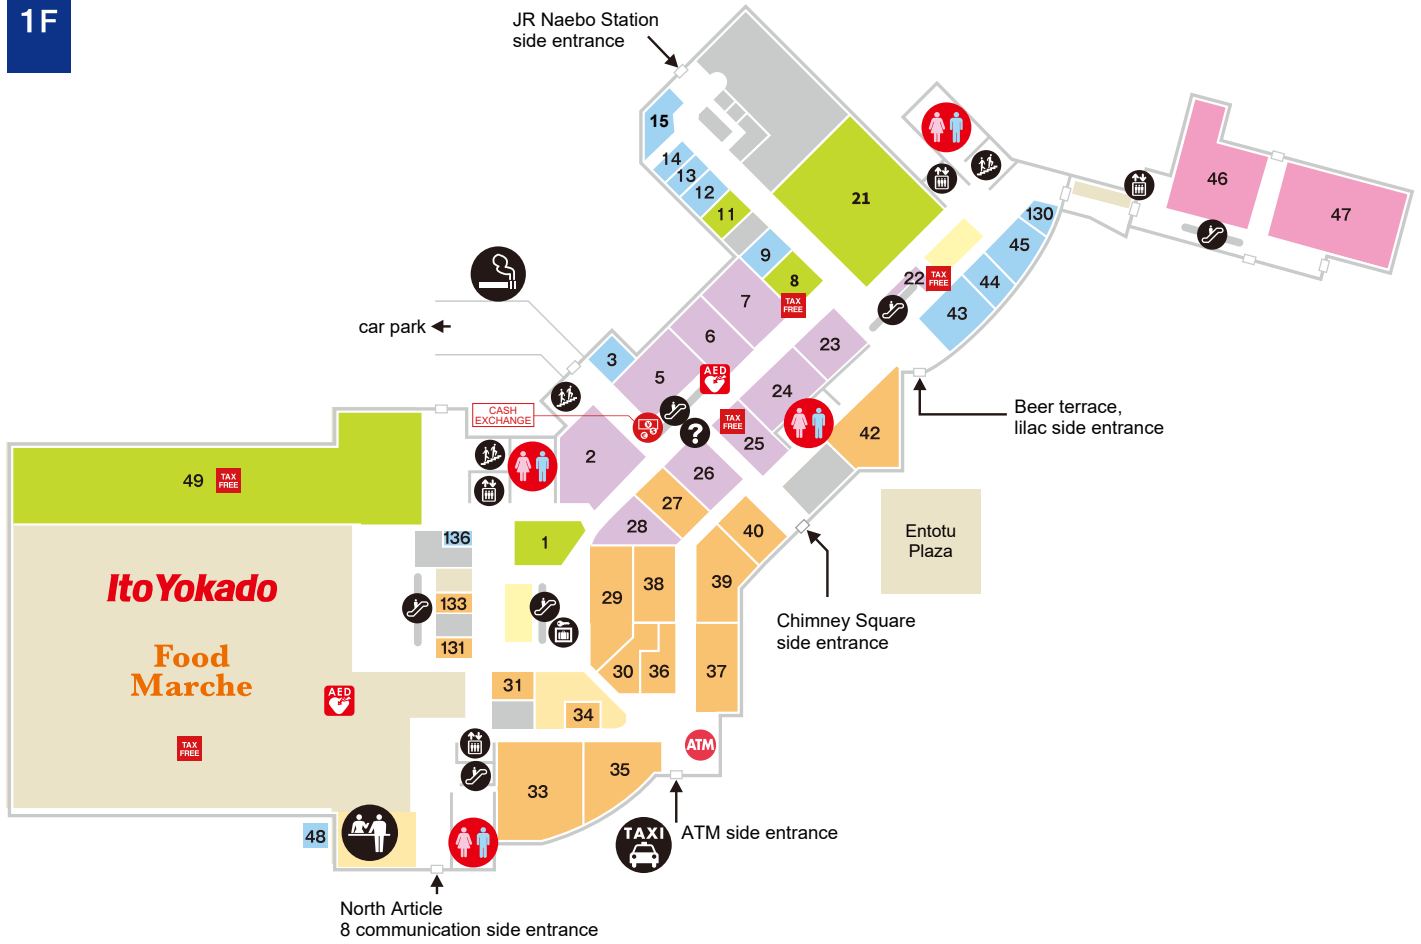 1F
JR Naebo Station
side entrance
15
14
13
12
11
21
9
8
TAX
FREE
7
6
5
3
car park
CASH
EXCHANGE
AED
?
46
47
130
45
44
43
22
TAX
FREE
23
24
TAX
FREE
25
42
Beer terrace,
lilac side entrance
2
26
27
28
40
Entotu
Plaza
49
TAX
FREE
136
1
39
38
29
133
131
Chimney Square
side entrance
ItoYokado
Food
Marche
AED
TAX
FREE
30
36
37
31
34
ATM
33
35
TAXI
ATM side entrance
48
North Article
8 communication side entrance